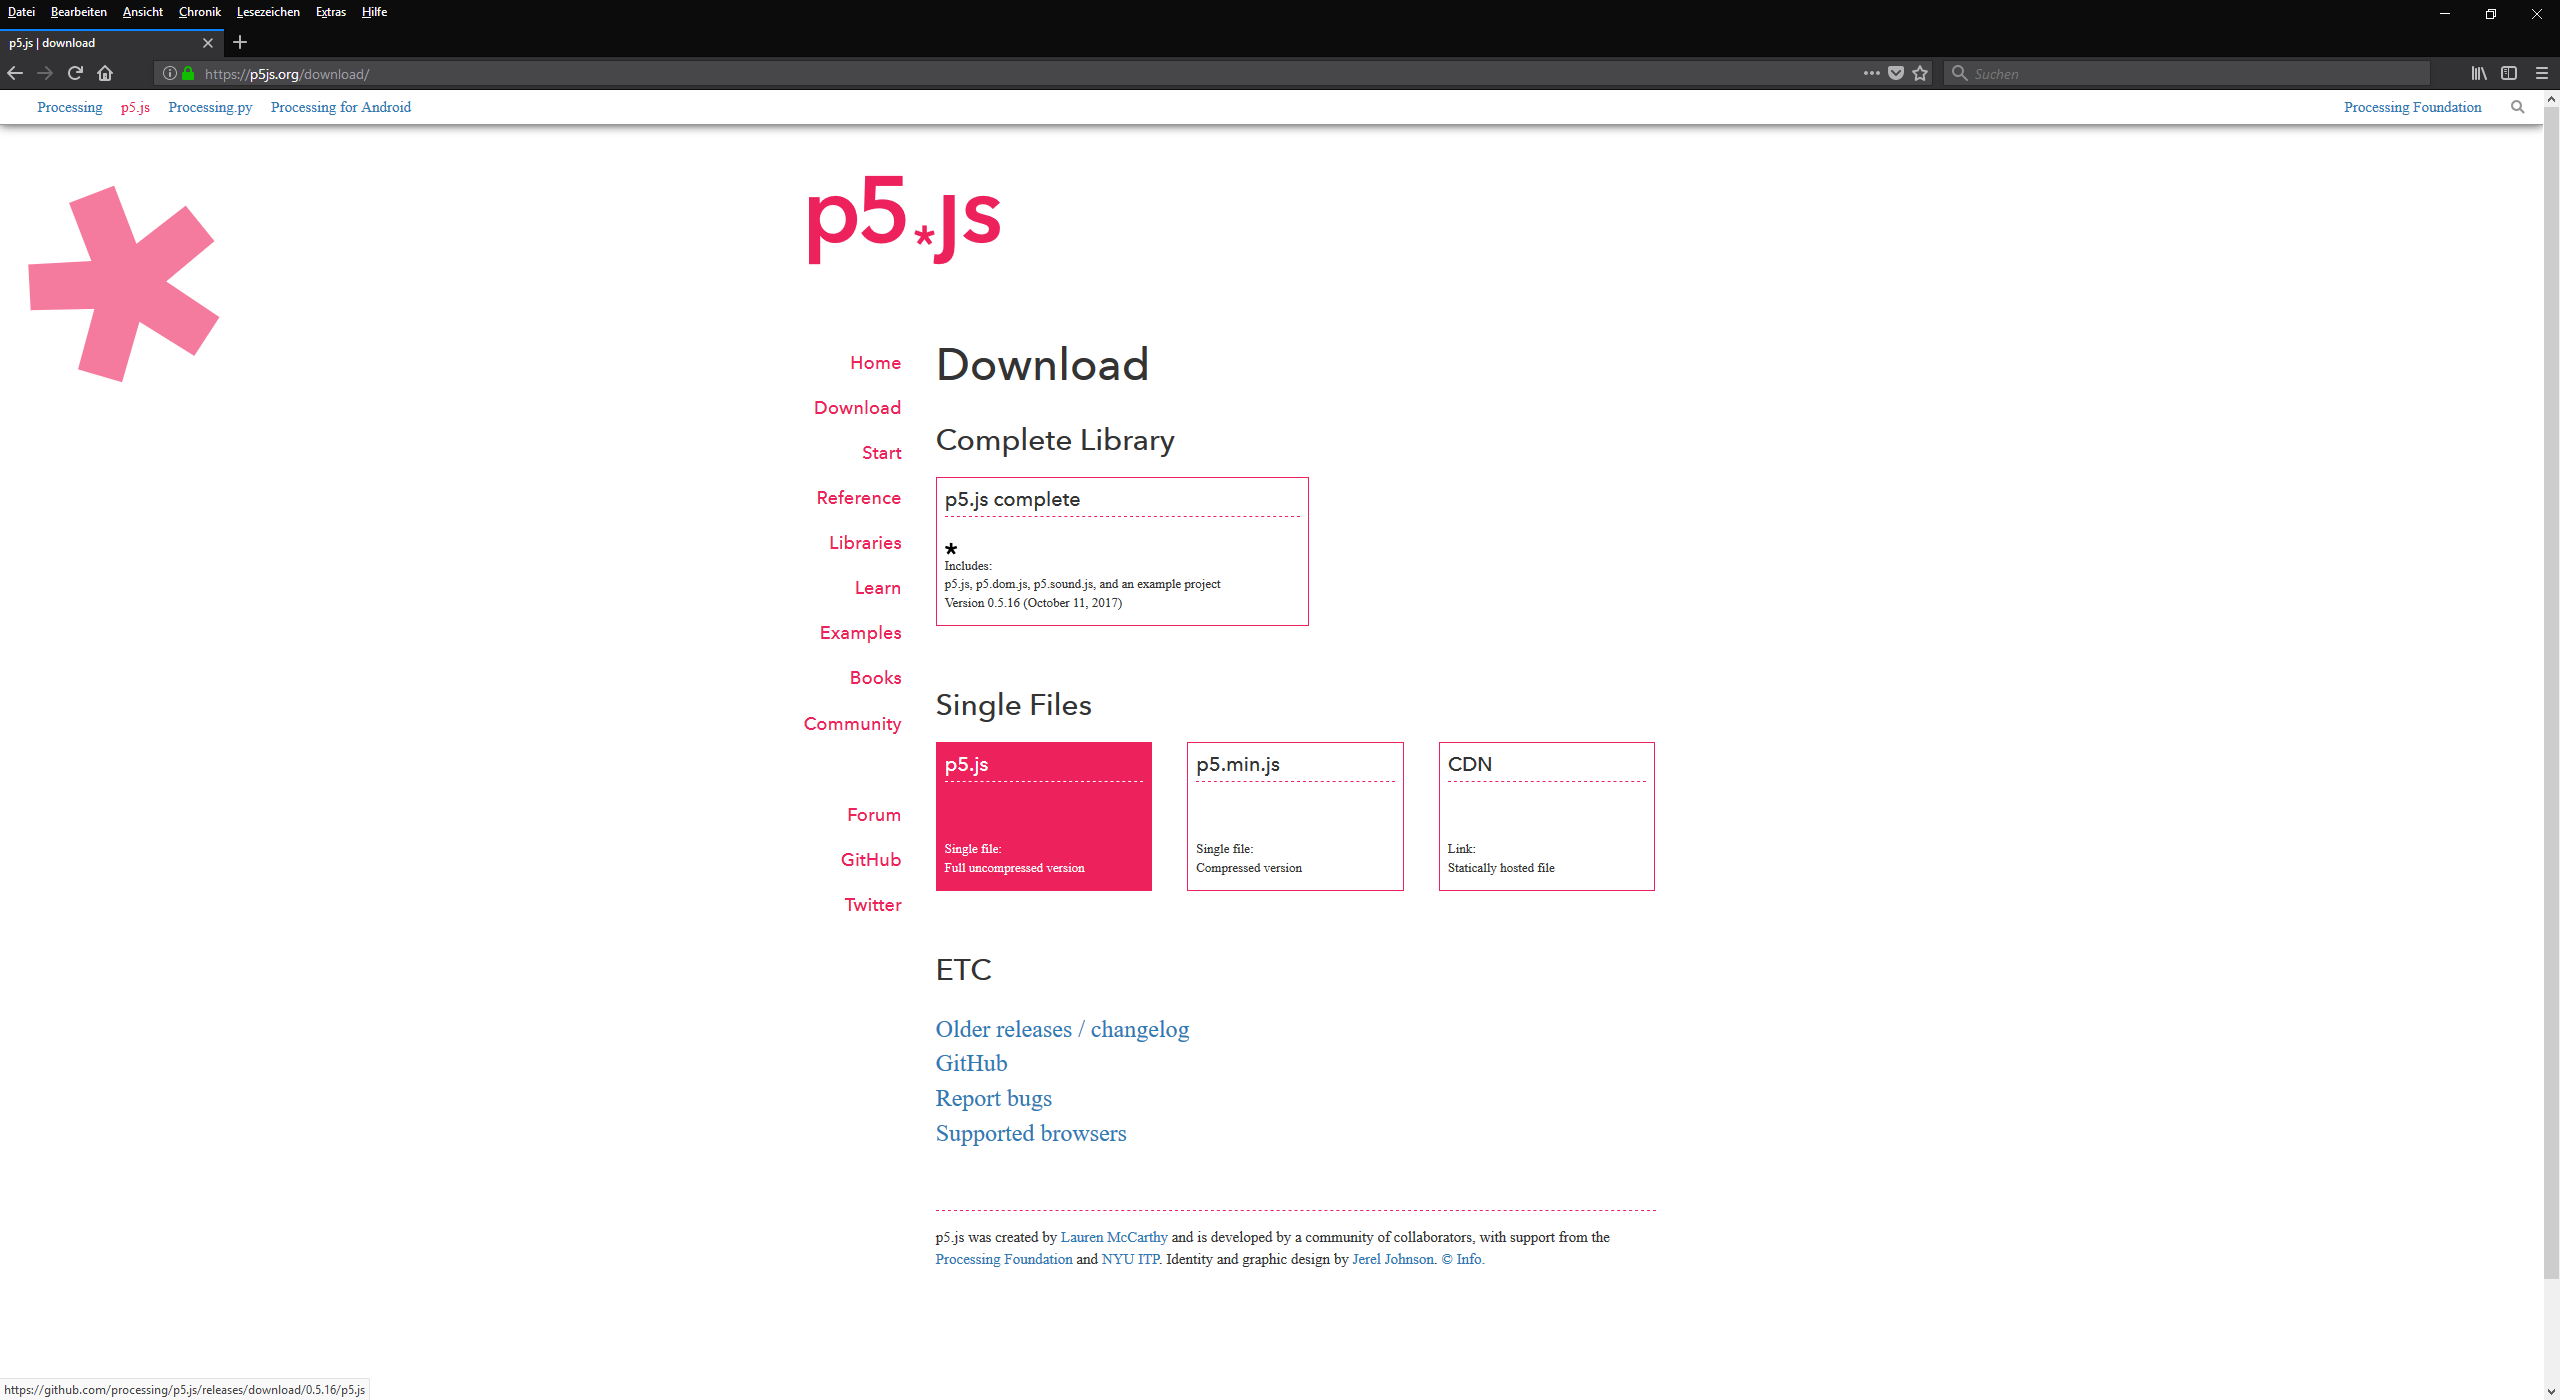 Datei Bearbeiten Ansicht Chronik Lesezeichen Extras Hilfe
p5.js | download
https://p5js.org/download/
Suchen
Processing p5.js Processing.py Processing for Android Processing Foundation
p5*js
Home
Download
Start
Reference
Libraries
Learn
Examples
Books
Community
Forum
GitHub
Twitter
Download
Complete Library
p5.js complete
*
Includes:
p5.js, p5.dom.js, p5.sound.js, and an example project
Version 0.5.16 (October 11, 2017)
Single Files
p5.js
Single file:
Full uncompressed version
p5.min.js
Single file:
Compressed version
CDN
Link:
Statically hosted file
ETC
Older releases / changelog
GitHub
Report bugs
Supported browsers
p5.js was created by Lauren McCarthy and is developed by a community of collaborators, with support from the
Processing Foundation and NYU ITP. Identity and graphic design by Jerel Johnson. © Info.
https://github.com/processing/p5.js/releases/download/0.5.16/p5.js